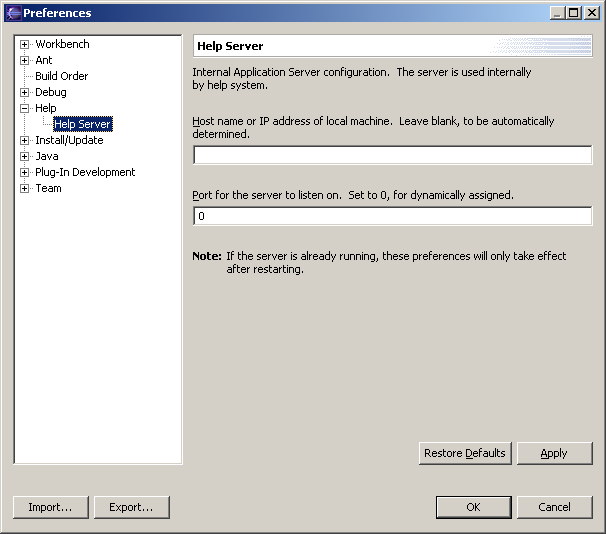 Preferences
Workbench
Ant
Build Order
Debug
Help
Help Server
Install/Update
Java
Plug-In Development
Team
Help Server
Internal Application Server configuration.  The server is used internally
by help system.
Host name or IP address of local machine.  Leave blank, to be automatically
determined.
Port for the server to listen on.  Set to 0, for dynamically assigned.
0
Note: If the server is already running, these preferences will only take effect
after restarting.
Restore Defaults Apply
Import... Export... OK Cancel